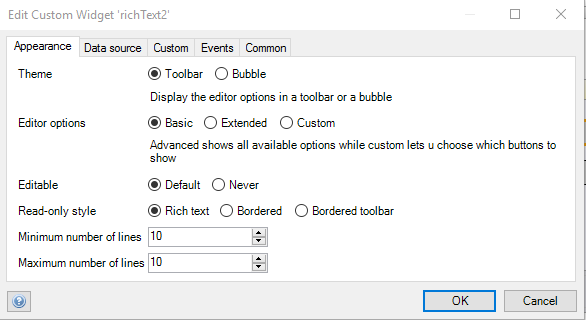 Edit Custom Widget 'richText2'
Appearance Data source Custom Events Common
Theme Toolbar Bubble
Display the editor options in a toolbar or a bubble
Editor options Basic Extended Custom
Advanced shows all available options while custom lets u choose which buttons to
show
Editable Default Never
Read-only style Rich text Bordered Bordered toolbar
Minimum number of lines 10
Maximum number of lines 10
? OK Cancel